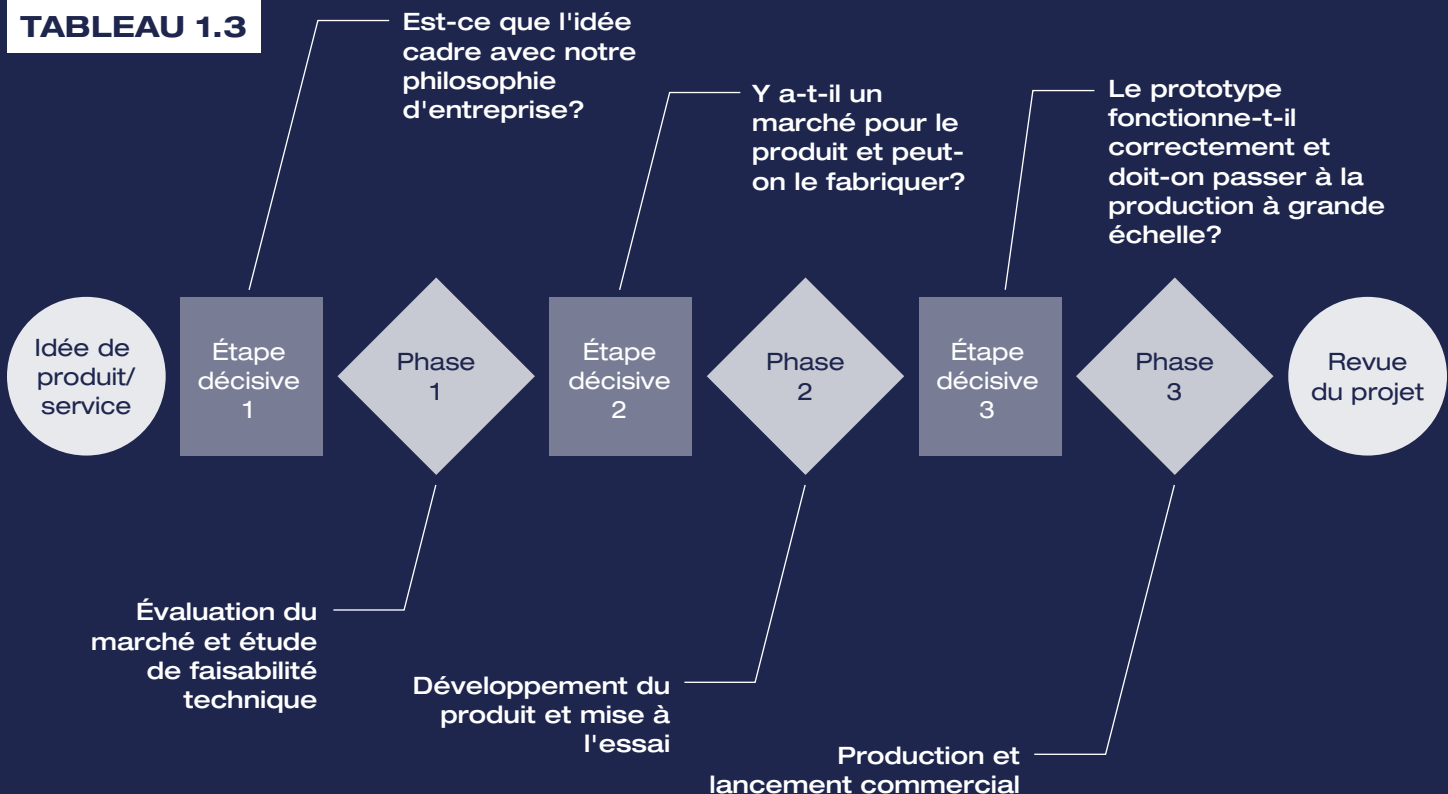 TABLEAU 1.3
Est-ce que l'idée
cadre avec notre
philosophie
d'entreprise?
Y a-t-il un
marché pour le
produit et peut-
on le fabriquer?
Le prototype
fonctionne-t-il
correctement et
doit-on passer à la
production à grande
échelle?
Idée de
produit/
service
Étape
décisive
1
Phase
1
Étape
décisive
2
Phase
2
Étape
décisive
3
Phase
3
Revue
du projet
Évaluation du
marché et étude
de faisabilité
technique
Développement du
produit et mise à
l'essai
Production et
lancement commercial